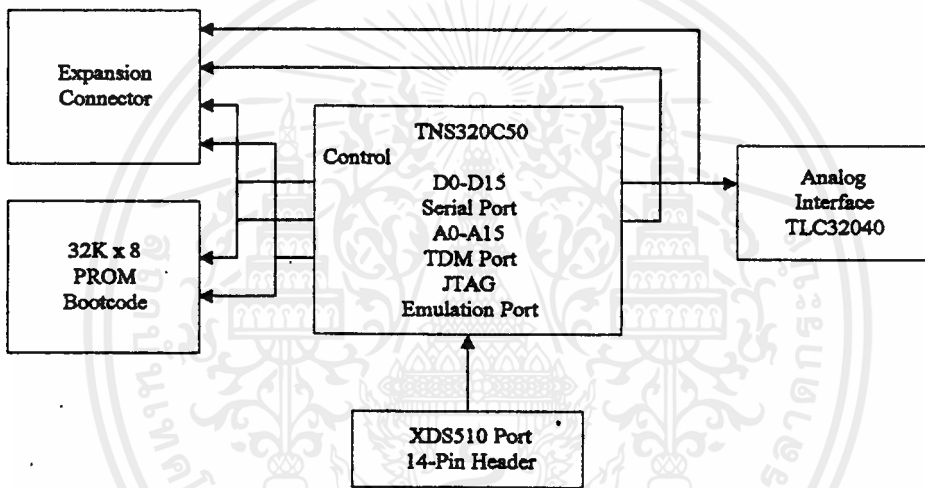 Expansion
Connector
TNS320C50
Control
D0-D15
Serial Port
A0-A15
TDM Port
JTAG
Emulation Port
Analog
Interface
TLC32040
32K x 8
PROM
Bootcode
XDS510 Port
14-Pin Header